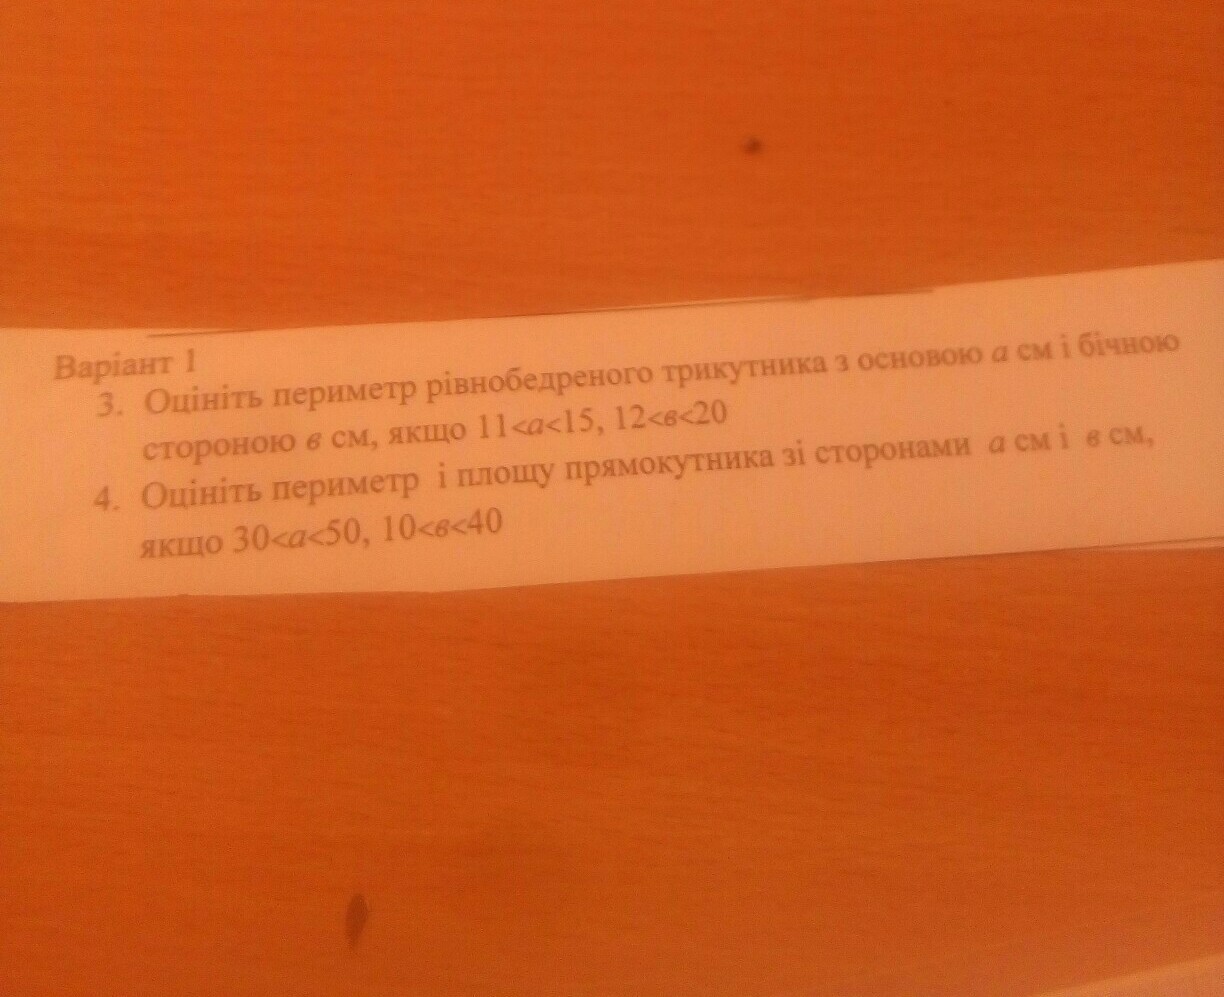 Варіант 1
3. Оцініть периметр рівнобедреного трикутника з основою а см і бічною
стороною в см, якщо 11<а<15, 12<в<20
4. Оцініть периметр і площу прямокутника зі сторонами а см і в см,
якщо 30<а<50, 10<в<40